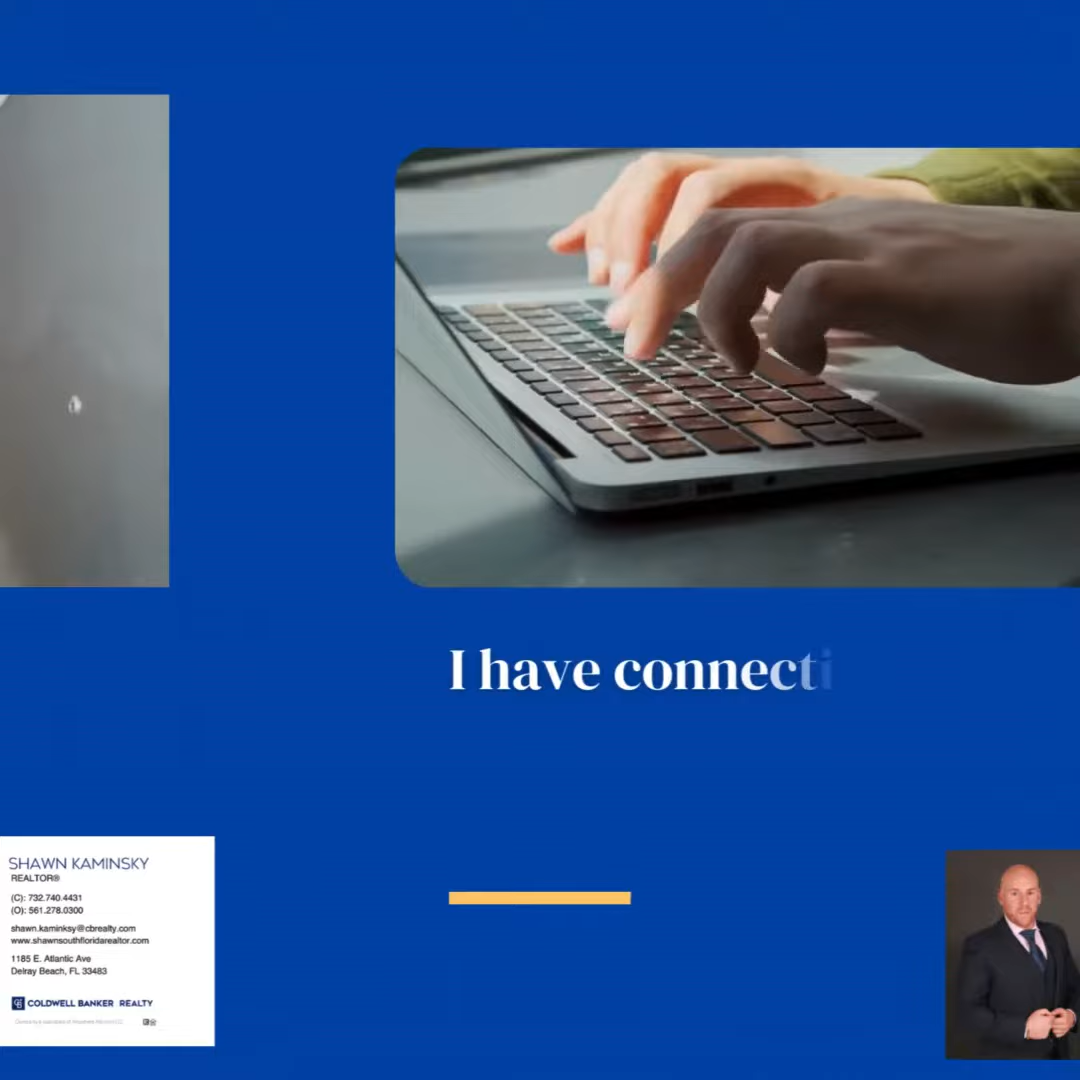 I have connecti
SHAWN KAMINSKY
REALTOR®
(C): 732.740.4431
(O): 561.278.0300
shawn.kaminksy@cbrealty.com
www.shawnsouthfloridarealtor.com
1185 E. Atlantic Ave
Delray Beach, FL 33483
COLDWELL BANKER REALTY